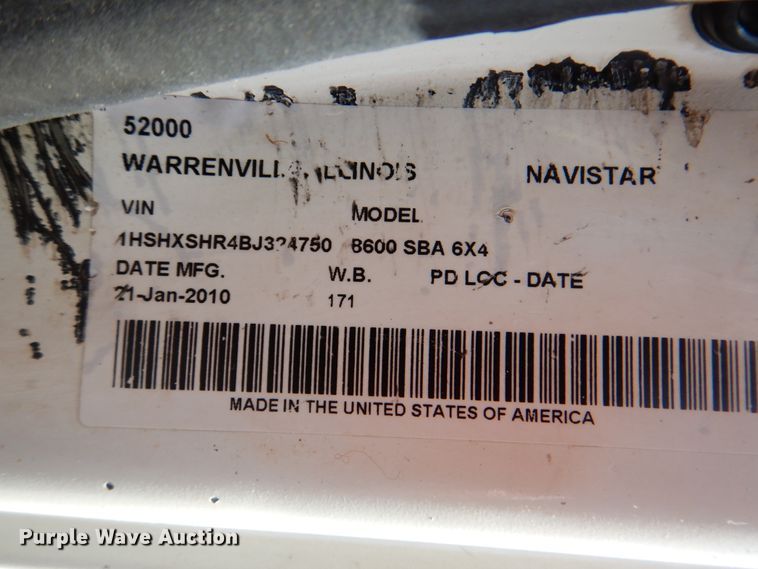 52000
WARRENVILLE, ILLINOIS NAVISTAR
VIN MODEL
8600 SBA 6X4
DATE MFG. W.B. PD LOC - DATE
21-Jan-2010 171
MADE IN THE UNITED STATES OF AMERICA
Purple Wave Auction